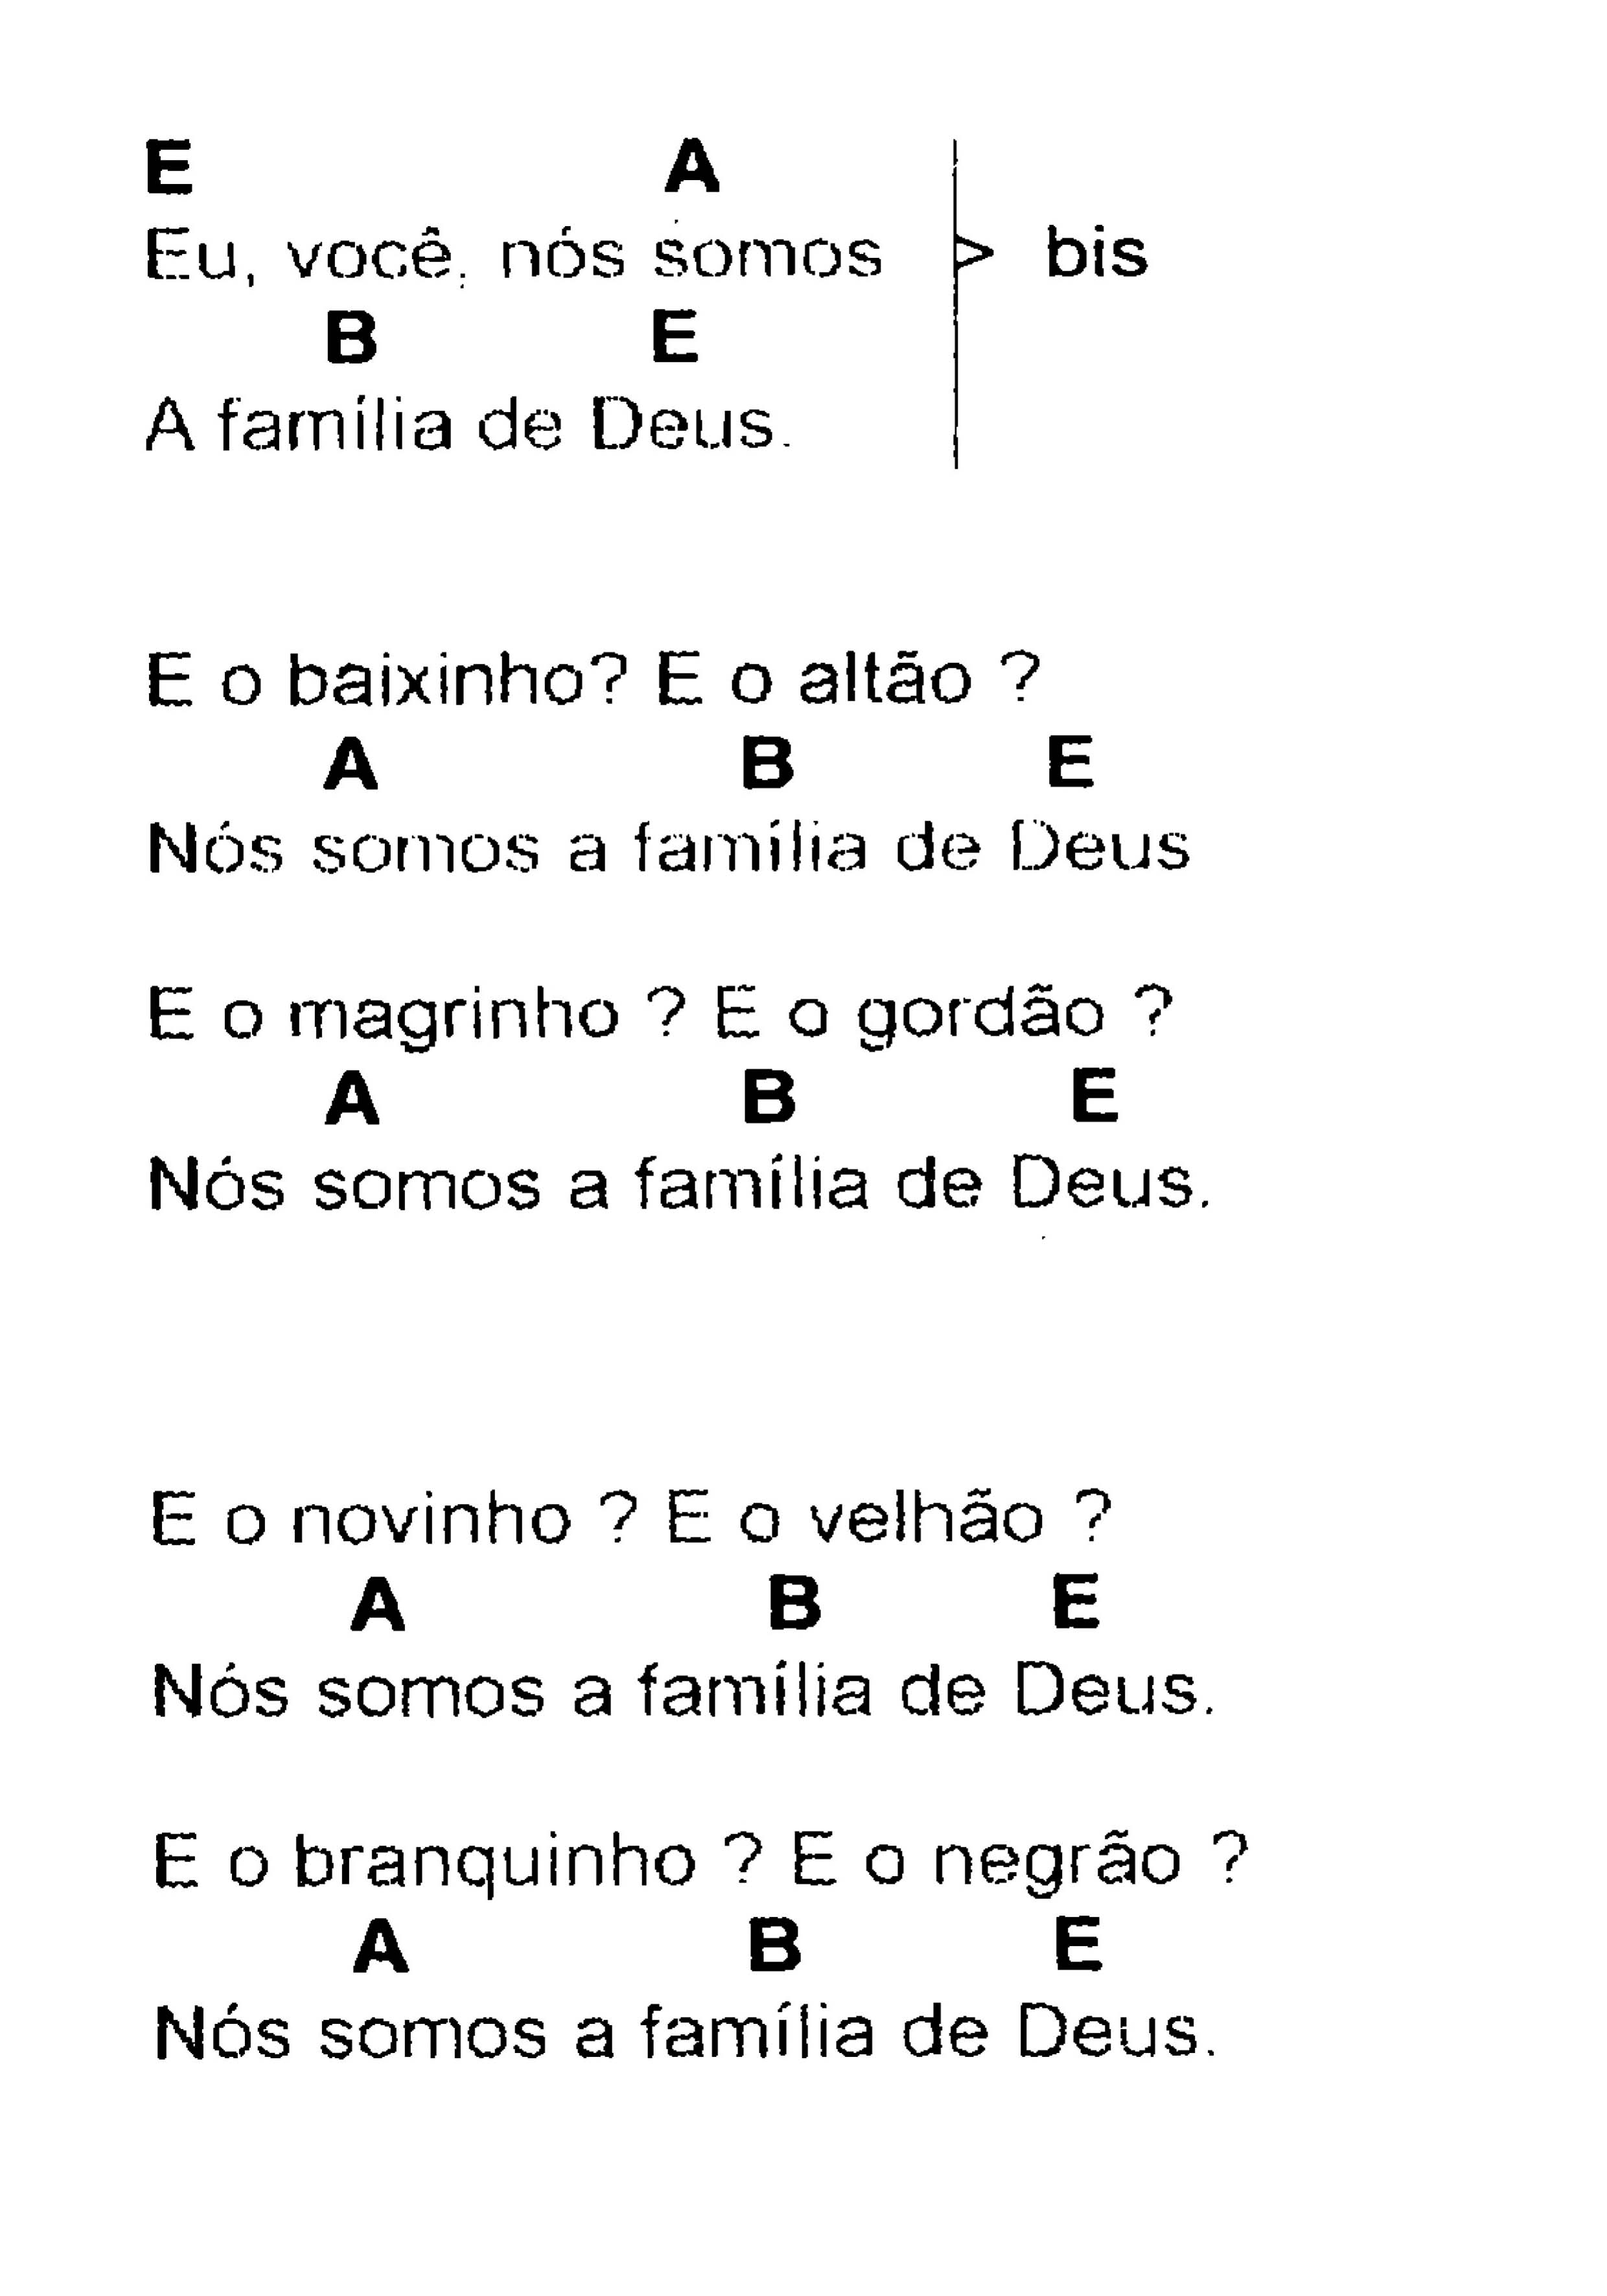 E A
Eu, você, nós somos > bis
B E
A família de Deus.
E o baixinho? E o altão ?
A B E
Nós somos a família de Deus
E o magrinho ? E o gordão ?
A B E
Nós somos a família de Deus.
E o novinho ? E o velhão ?
A B E
Nós somos a família de Deus.
E o branquinho ? E o negrão ?
A B E
Nós somos a família de Deus.